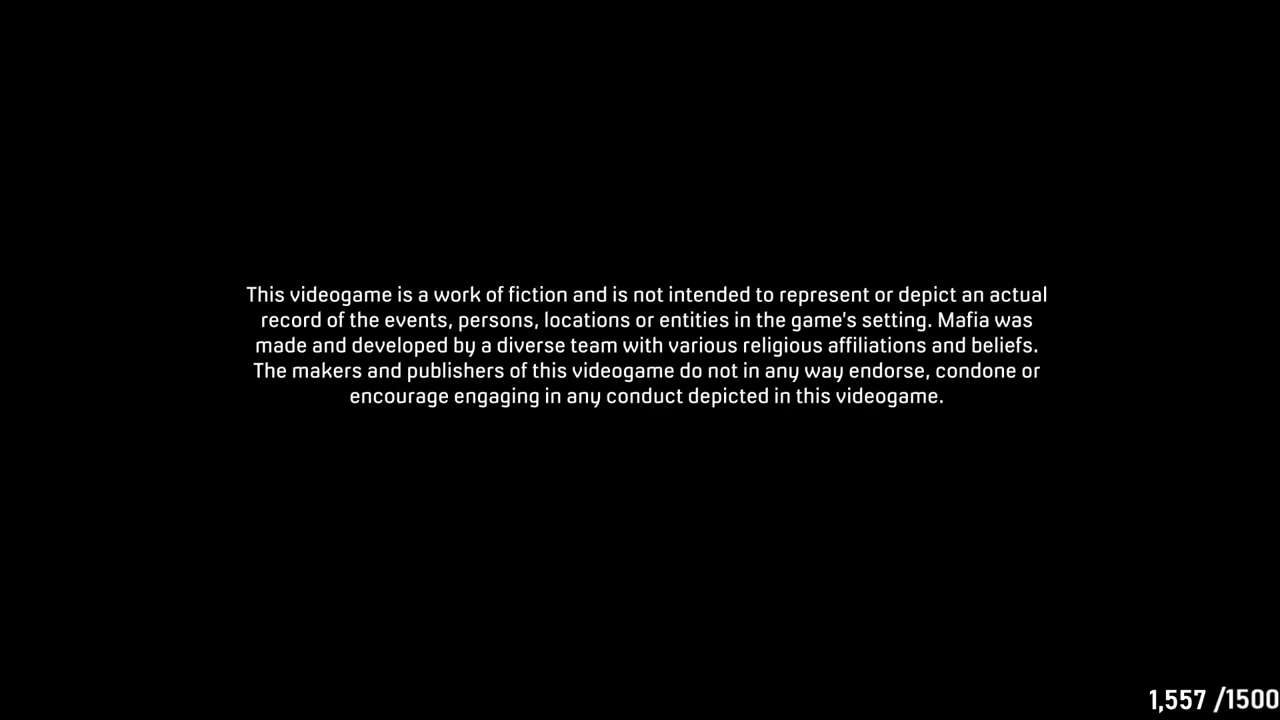 This videogame is a work of fiction and is not intended to represent or depict an actual
record of the events, persons, locations or entities in the game's setting. Mafia was
made and developed by a diverse team with various religious affiliations and beliefs.
The makers and publishers of this videogame do not in any way endorse, condone or
encourage engaging in any conduct depicted in this videogame.
1,557 /1500